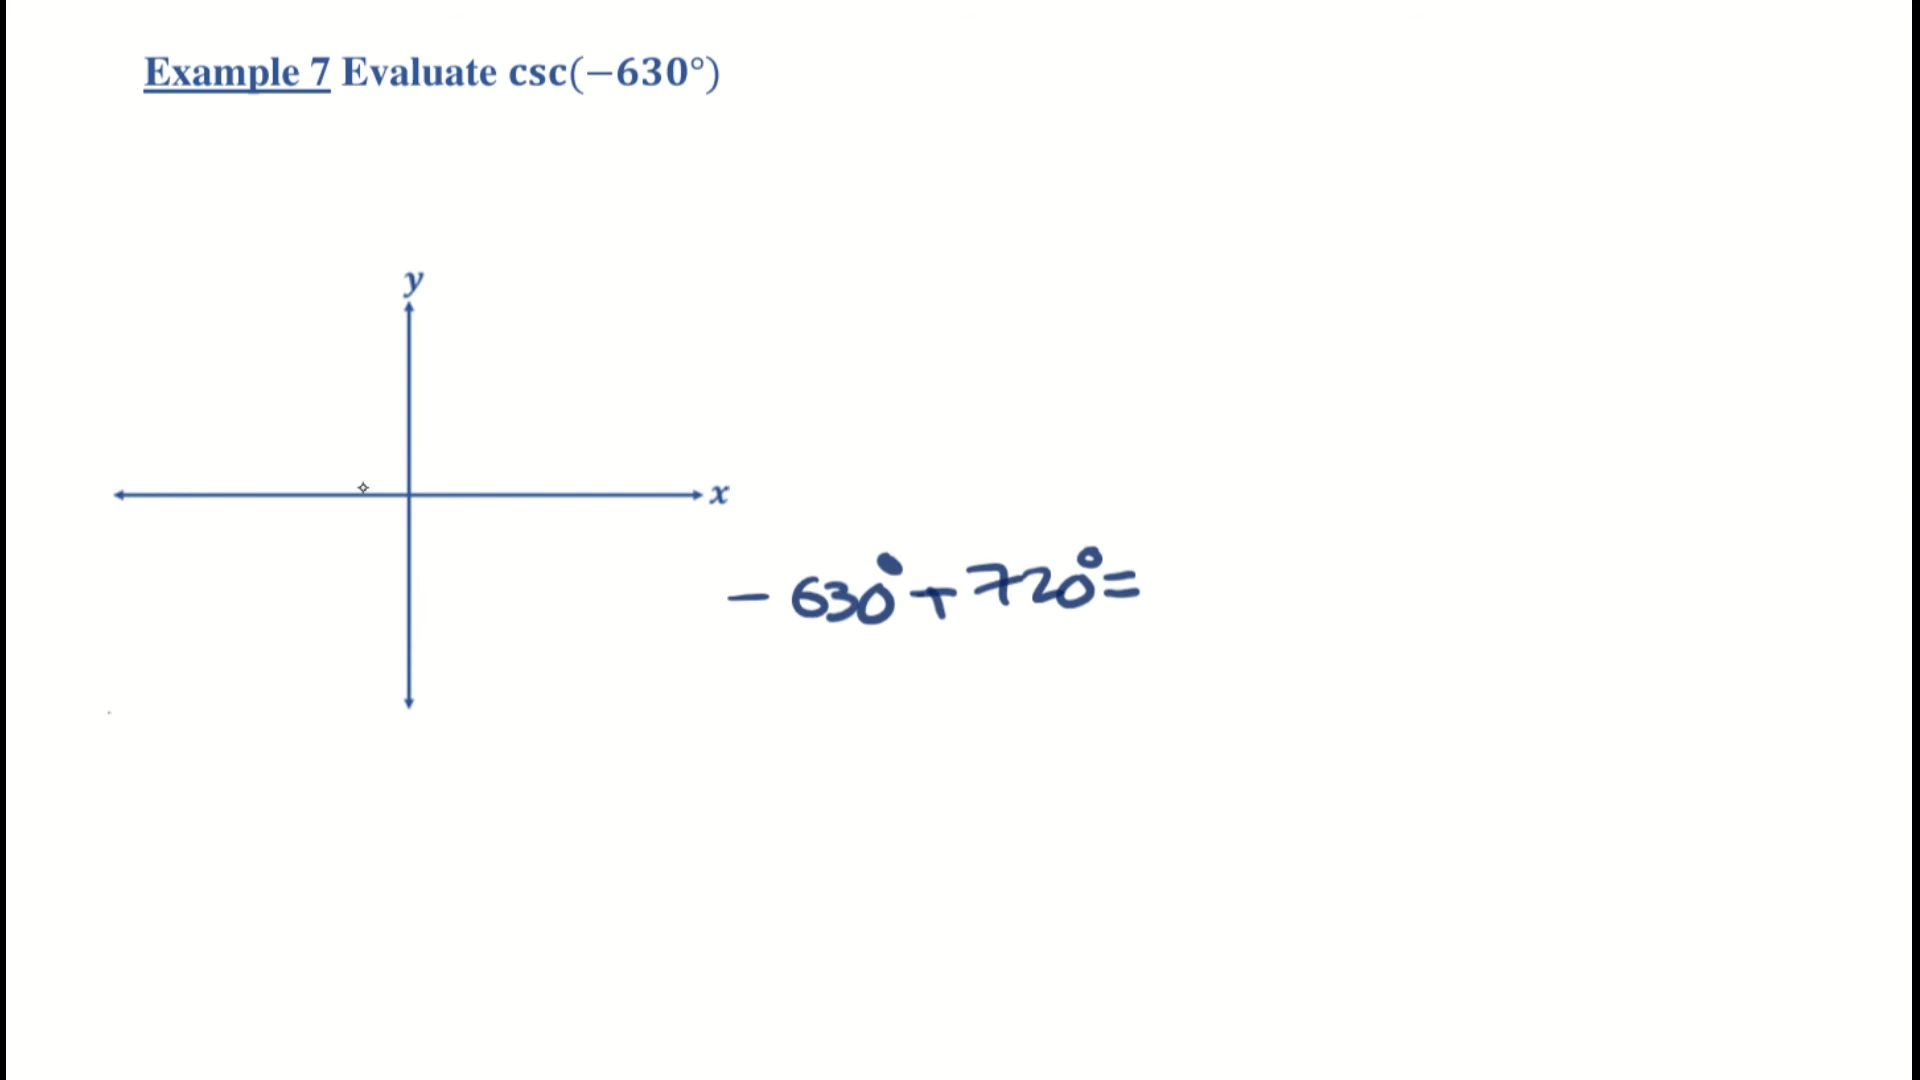 Example 7 Evaluate csc(−630°)
y
x
- 630° + 720° =